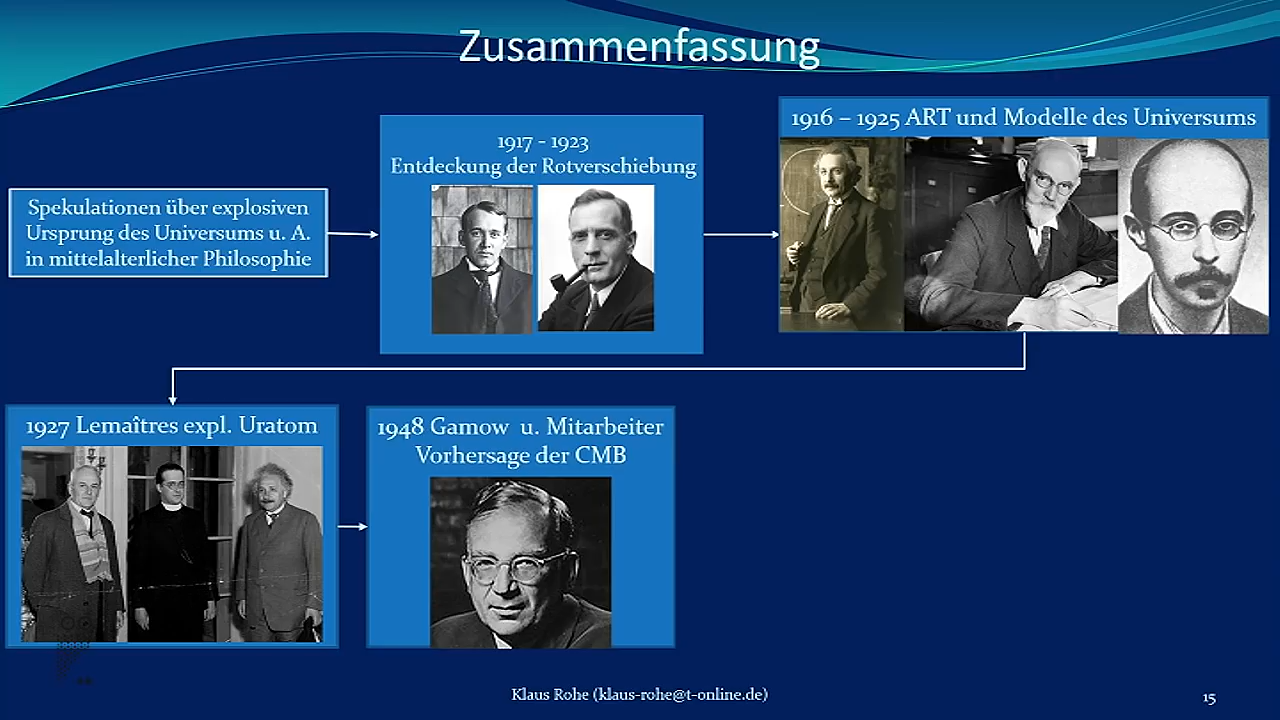 Zusammenfassung
Spekulationen über explosiven
Ursprung des Universums u. A.
in mittelalterlicher Philosophie
1917 - 1923
Entdeckung der Rotverschiebung
1916 – 1925 ART und Modelle des Universums
1927 Lemaîtres expl. Uratom
1948 Gamow u. Mitarbeiter
Vorhersage der CMB
Klaus Rohe (klaus-rohe@t-online.de)
15